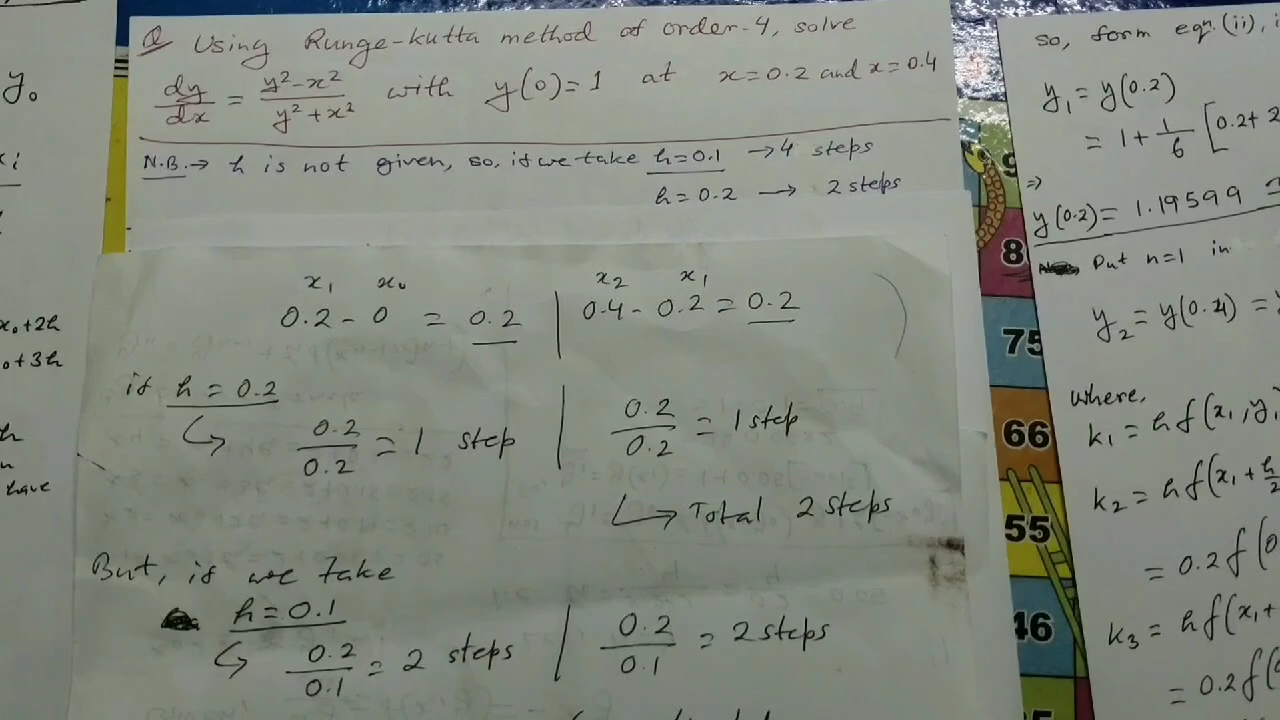 y₀
x₀+2h
0+3h
have
Q Using Runge-Kutta method of order-4, solve
dy/dx = y²-x²/y²+x² with y(0)=1 at x=0.2 and x=0.4
N.B.→ h is not given, so, if we take h=0.1 →4 steps
h=0.2 → 2 steps
x₁ x₀
0.2-0 = 0.2
x₂ x₁
0.4-0.2=0.2
if h=0.2
0.2/0.2 = 1 step
0.2/0.2 = 1 step
↳ Total 2 steps
But, if we take
h=0.1
↳ 0.2/0.1 = 2 steps
0.2/0.1 = 2 steps
9
8
75
66
55
46
so, form eqn.(ii),
y₁=y(0.2)
= 1+1/6[0.2+2
⇒
y(0.2)= 1.19599
Put n=1 in
y₂=y(0.4)=
where,
k₁=hf(x₁,y₁
k₂=hf(x₁+h/2
=0.2f(0
k₃=hf(x₁+
=0.2f(